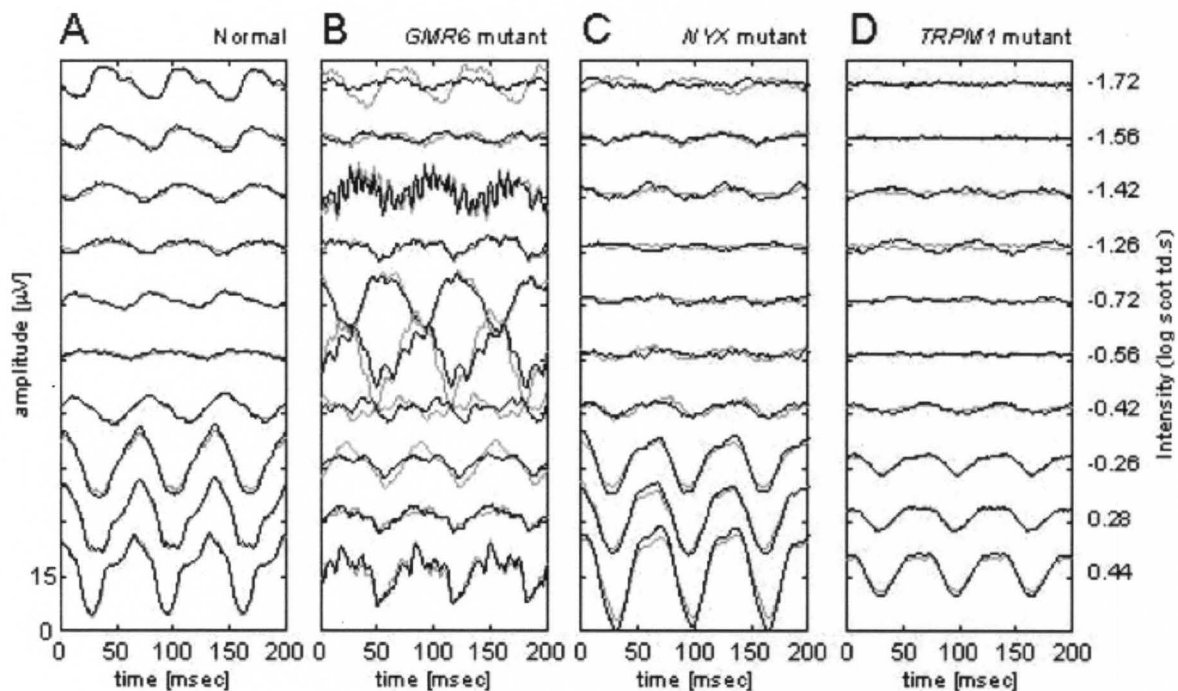 A Normal
B GMR6 mutant
C NYX mutant
D TRPM1 mutant
-1.72
-1.56
-1.42
-1.26
-0.72
-0.56
-0.42
-0.26
0.28
0.44
Intensity (log scot td.s)
amplitude [µV]
15
0
0 50 100 150 200
0 50 100 150 200
0 50 100 150 200
0 50 100 150 200
time [msec]
time [msec]
time [msec]
time [msec]